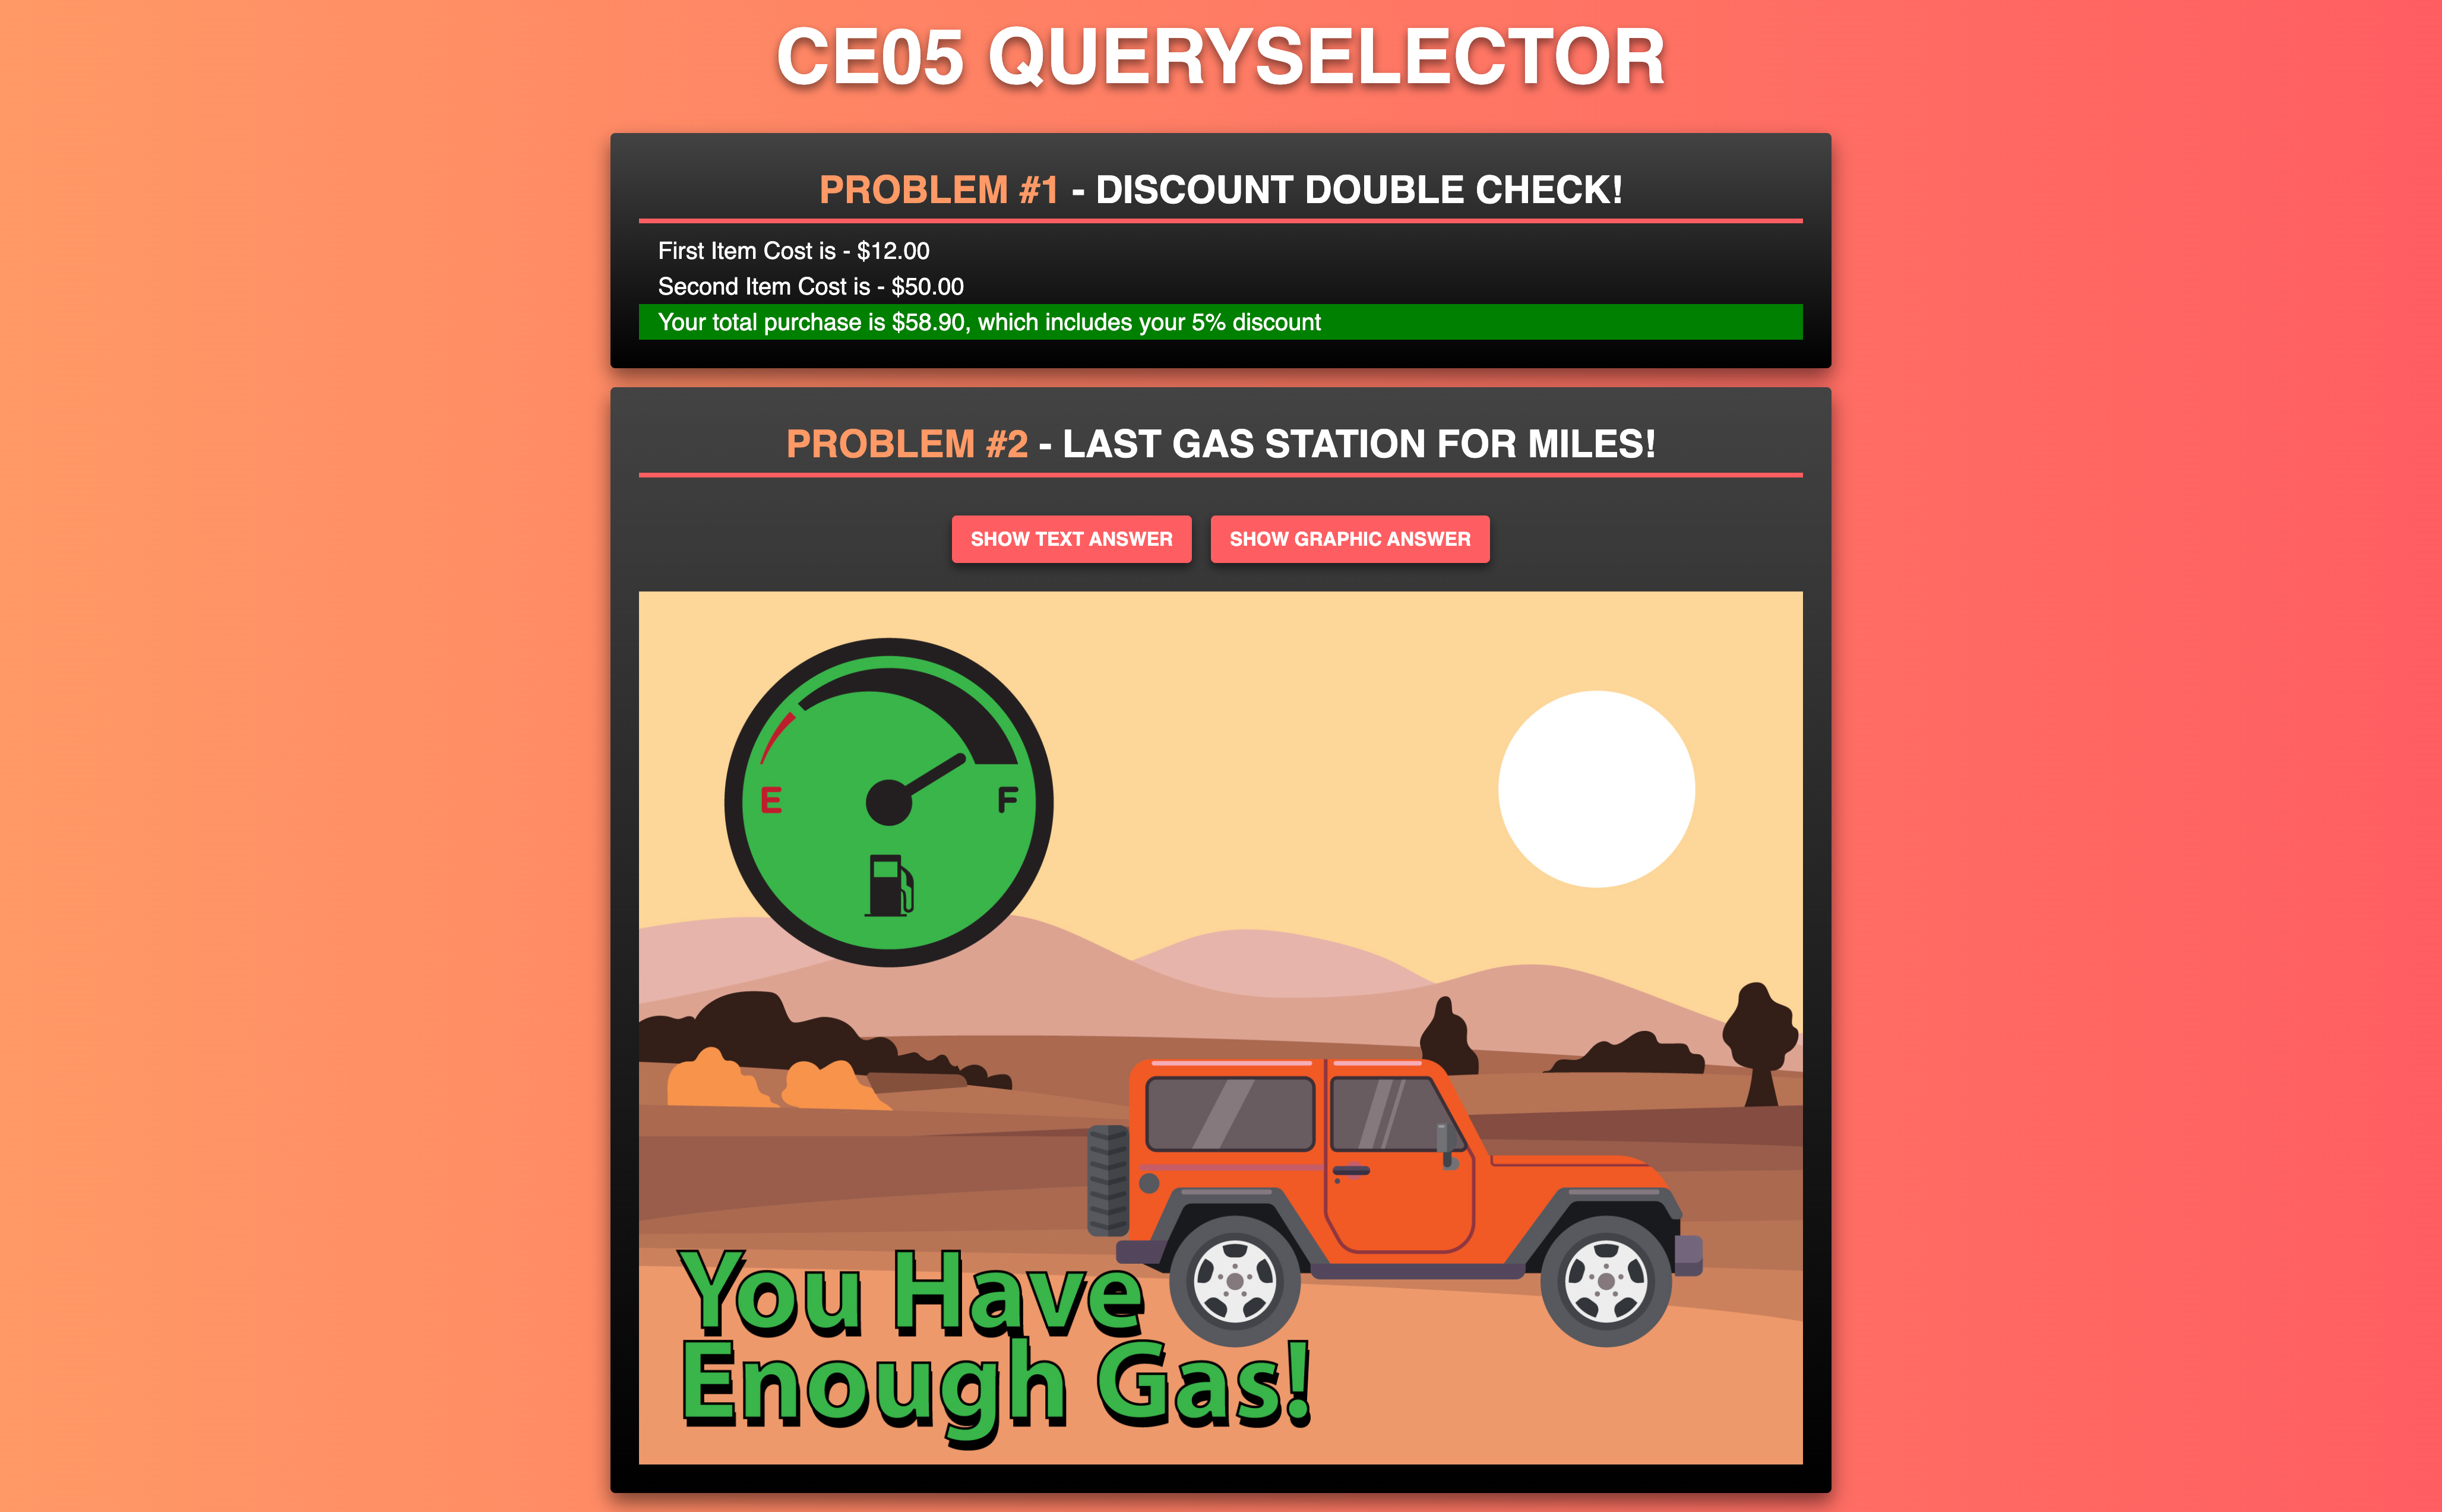 CE05 QUERYSELECTOR
PROBLEM #1 - DISCOUNT DOUBLE CHECK!
First Item Cost is - $12.00
Second Item Cost is - $50.00
Your total purchase is $58.90, which includes your 5% discount
PROBLEM #2 - LAST GAS STATION FOR MILES!
SHOW TEXT ANSWER
SHOW GRAPHIC ANSWER
E
F
You Have
Enough Gas!